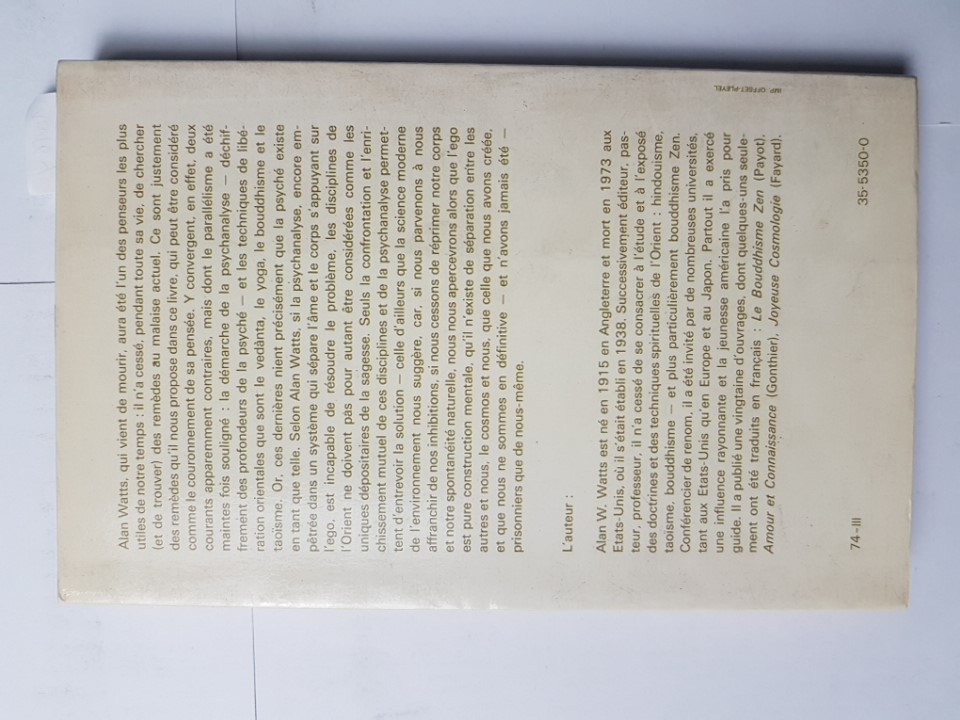 Alan Watts, qui vient de mourir, aura été l'un des penseurs les plus
utiles de notre temps : il n'a cessé, pendant toute sa vie, de chercher
(et de trouver) des remèdes au malaise actuel. Ce sont justement
des remèdes qu'il nous propose dans ce livre, qui peut être considéré
comme le couronnement de sa pensée. Y convergent, en effet, deux
courants apparemment contraires, mais dont le parallélisme a été
maintes fois souligné : la démarche de la psychanalyse — déchif-
frement des profondeurs de la psyché — et les techniques de libé-
ration orientales que sont le vedânta, le yoga, le bouddhisme et le
taoïsme. Or, ces dernières nient précisément que la psyché existe
en tant que telle. Selon Alan Watts, si la psychanalyse, encore em-
pêtrée dans un système qui sépare l'âme et le corps s'appuyant sur
l'ego, est incapable de résoudre le problème, les disciplines de
l'Orient ne doivent pas pour autant être considérées comme les
uniques dépositaires de la sagesse. Seuls la confrontation et l'enri-
chissement mutuel de ces disciplines et de la psychanalyse permet-
tent d'entrevoir la solution — celle d'ailleurs que la science moderne
de l'environnement nous suggère, car, si nous parvenons à nous
affranchir de nos inhibitions, si nous cessons de réprimer notre corps
et notre spontanéité naturelle, nous nous apercevrons alors que l'ego
est pure construction mentale, qu'il n'existe de séparation entre les
autres et nous, le cosmos et nous, que celle que nous avons créée,
et que nous ne sommes en définitive — et n'avons jamais été —
prisonniers que de nous-même.
L'auteur :
Alan W. Watts est né en 1915 en Angleterre et mort en 1973 aux
Etats-Unis, où il s'était établi en 1938. Successivement éditeur, pas-
teur, professeur, il n'a cessé de se consacrer à l'étude et à l'exposé
des doctrines et des techniques spirituelles de l'Orient : hindouisme,
taoïsme, bouddhisme — et plus particulièrement bouddhisme Zen.
Conférencier de renom, il a été invité par de nombreuses universités,
tant aux Etats-Unis qu'en Europe et au Japon. Partout il a exercé
une influence rayonnante et la jeunesse américaine l'a pris pour
guide. Il a publié une vingtaine d'ouvrages, dont quelques-uns seule-
ment ont été traduits en français : Le Bouddhisme Zen (Payot),
Amour et Connaissance (Gonthier), Joyeuse Cosmologie (Fayard).
74-III 35-5350-0
IMP OFFSET-PLEYEL